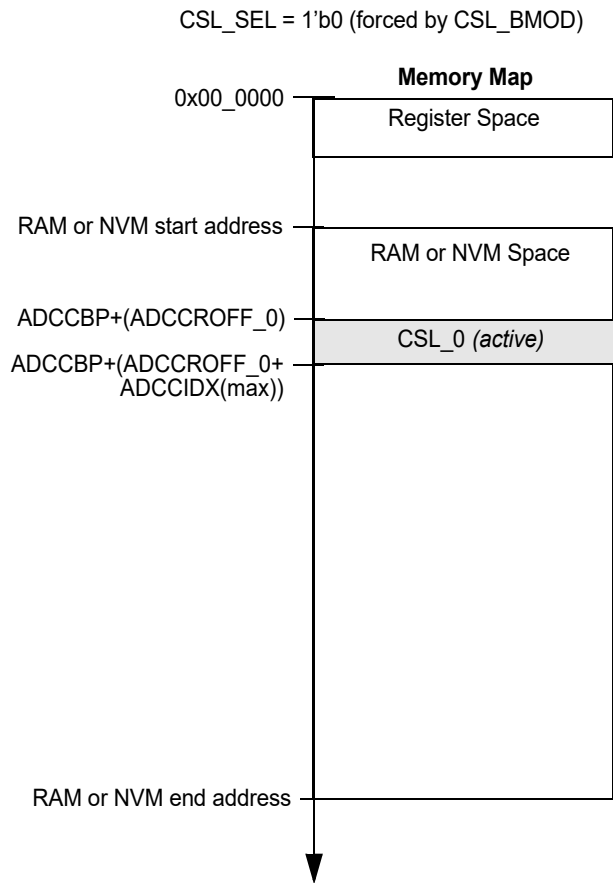 CSL_SEL = 1'b0 (forced by CSL_BMOD)
Memory Map
0x00_0000
Register Space
RAM or NVM start address
RAM or NVM Space
ADCCBP+(ADCCROFF_0)
CSL_0 (active)
ADCCBP+(ADCCROFF_0+
ADCCIDX(max))
RAM or NVM end address